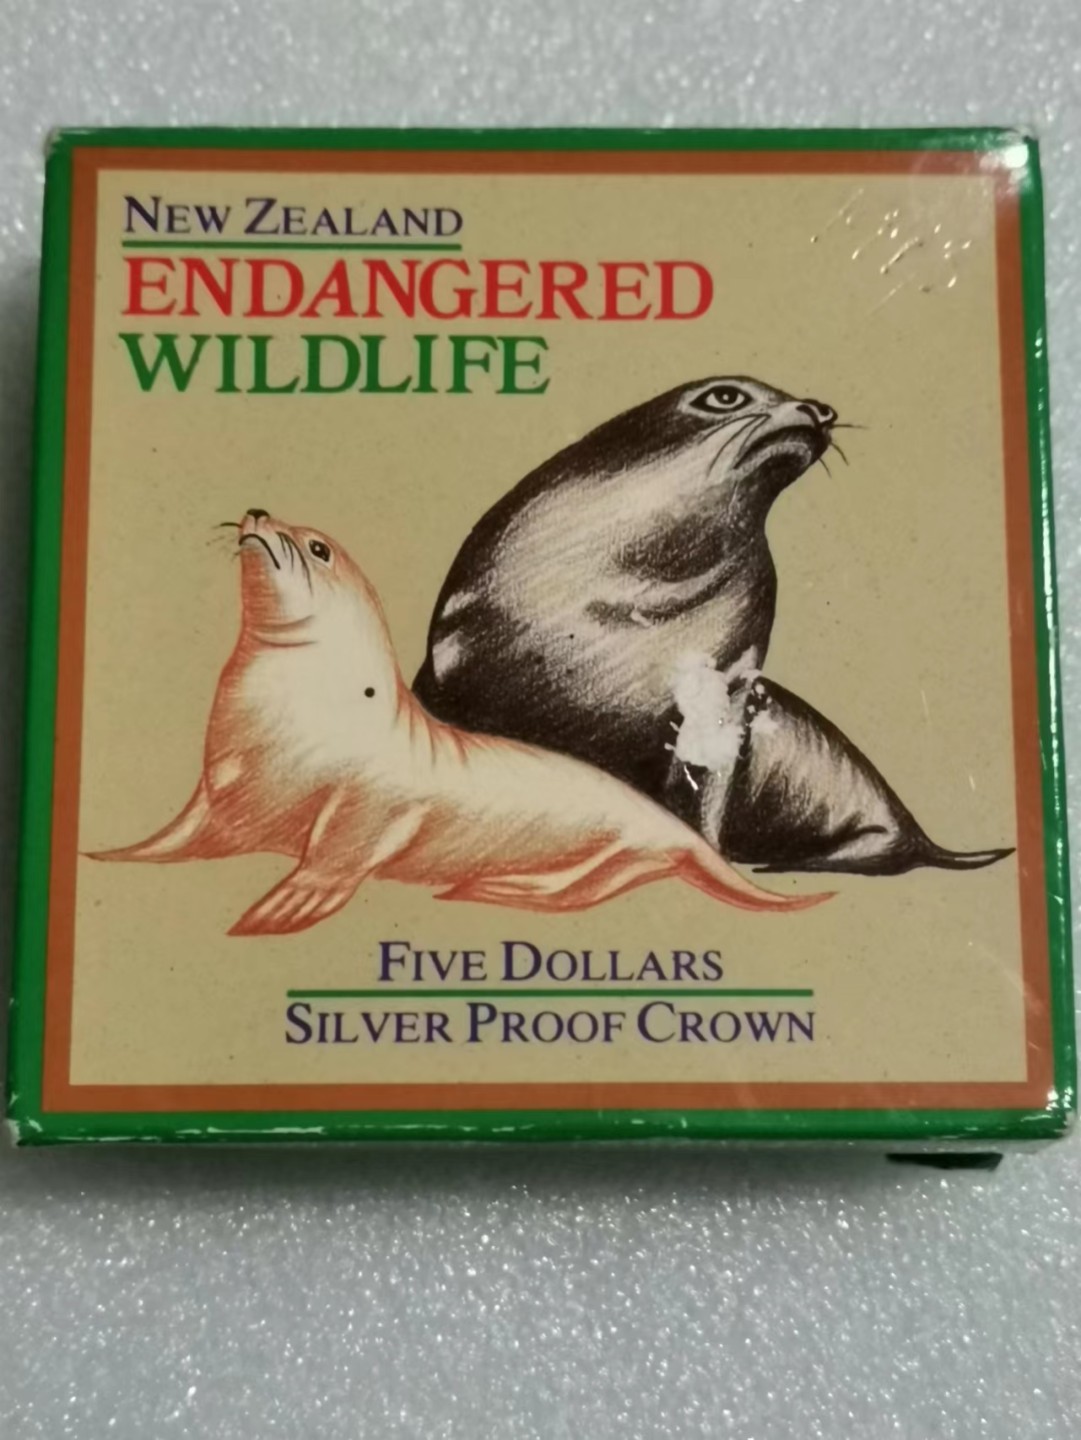 NEW ZEALAND
ENDANGERED
WILDLIFE
FIVE DOLLARS
SILVER PROOF CROWN